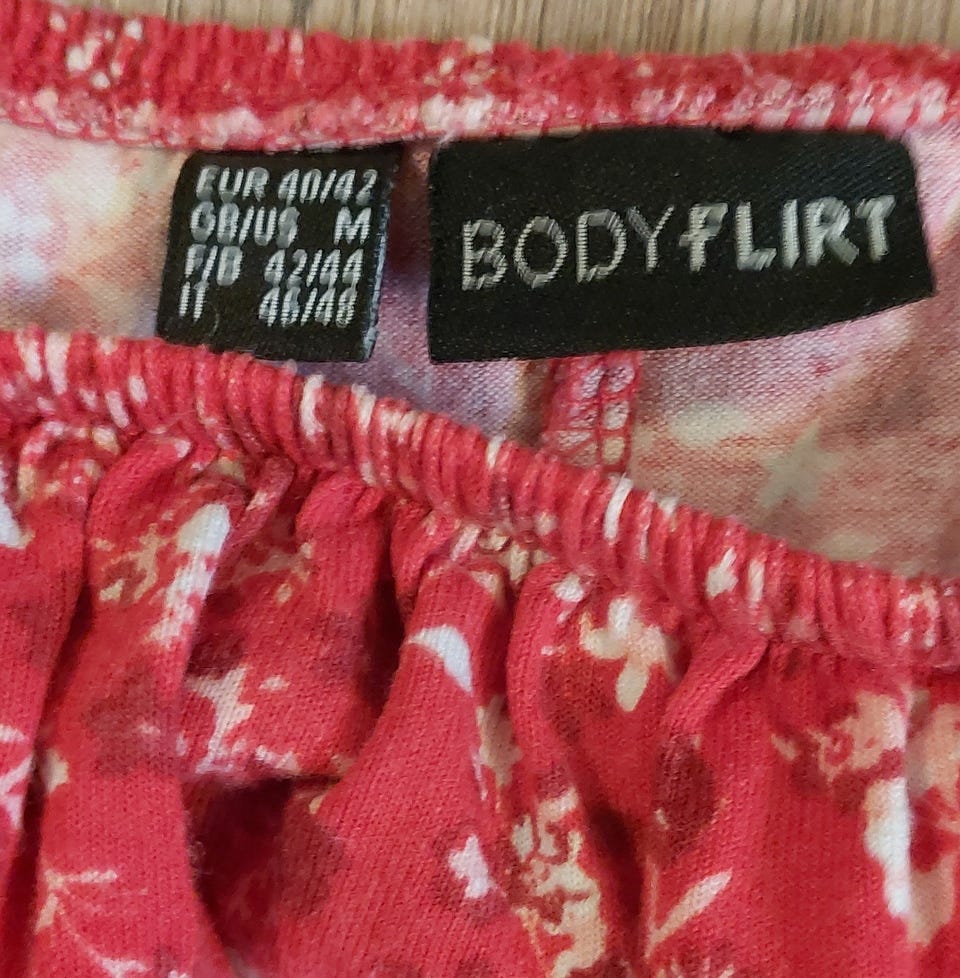 EUR 40/42
GB/US M
F/B 42/44
IT 46/48
BODYFLIRT